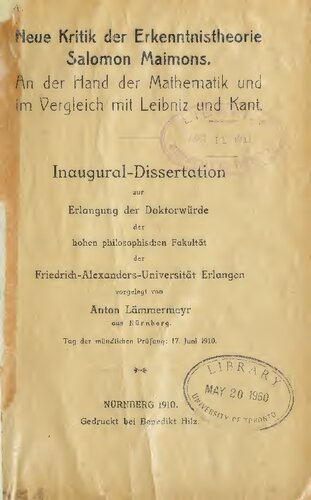 Neue Kritik der Erkenntnistheorie
Salomon Maimons.
An der Hand der Mathematik und
im Vergleich mit Leibniz und Kant.
Inaugural-Dissertation
zur
Erlangung der Doktorwürde
der
hohen philosophischen Fakultät
der
Friedrich-Alexanders-Universität Erlangen
vorgelegt von
Anton Lämmermeyr
aus Nürnberg.
Tag der mündlichen Prüfung: 17. Juni 1910.
LIBRARY
MAY 20 1960
UNIVERSITY OF TORONTO
NÜRNBERG 1910.
Gedruckt bei Benedikt Hilz.